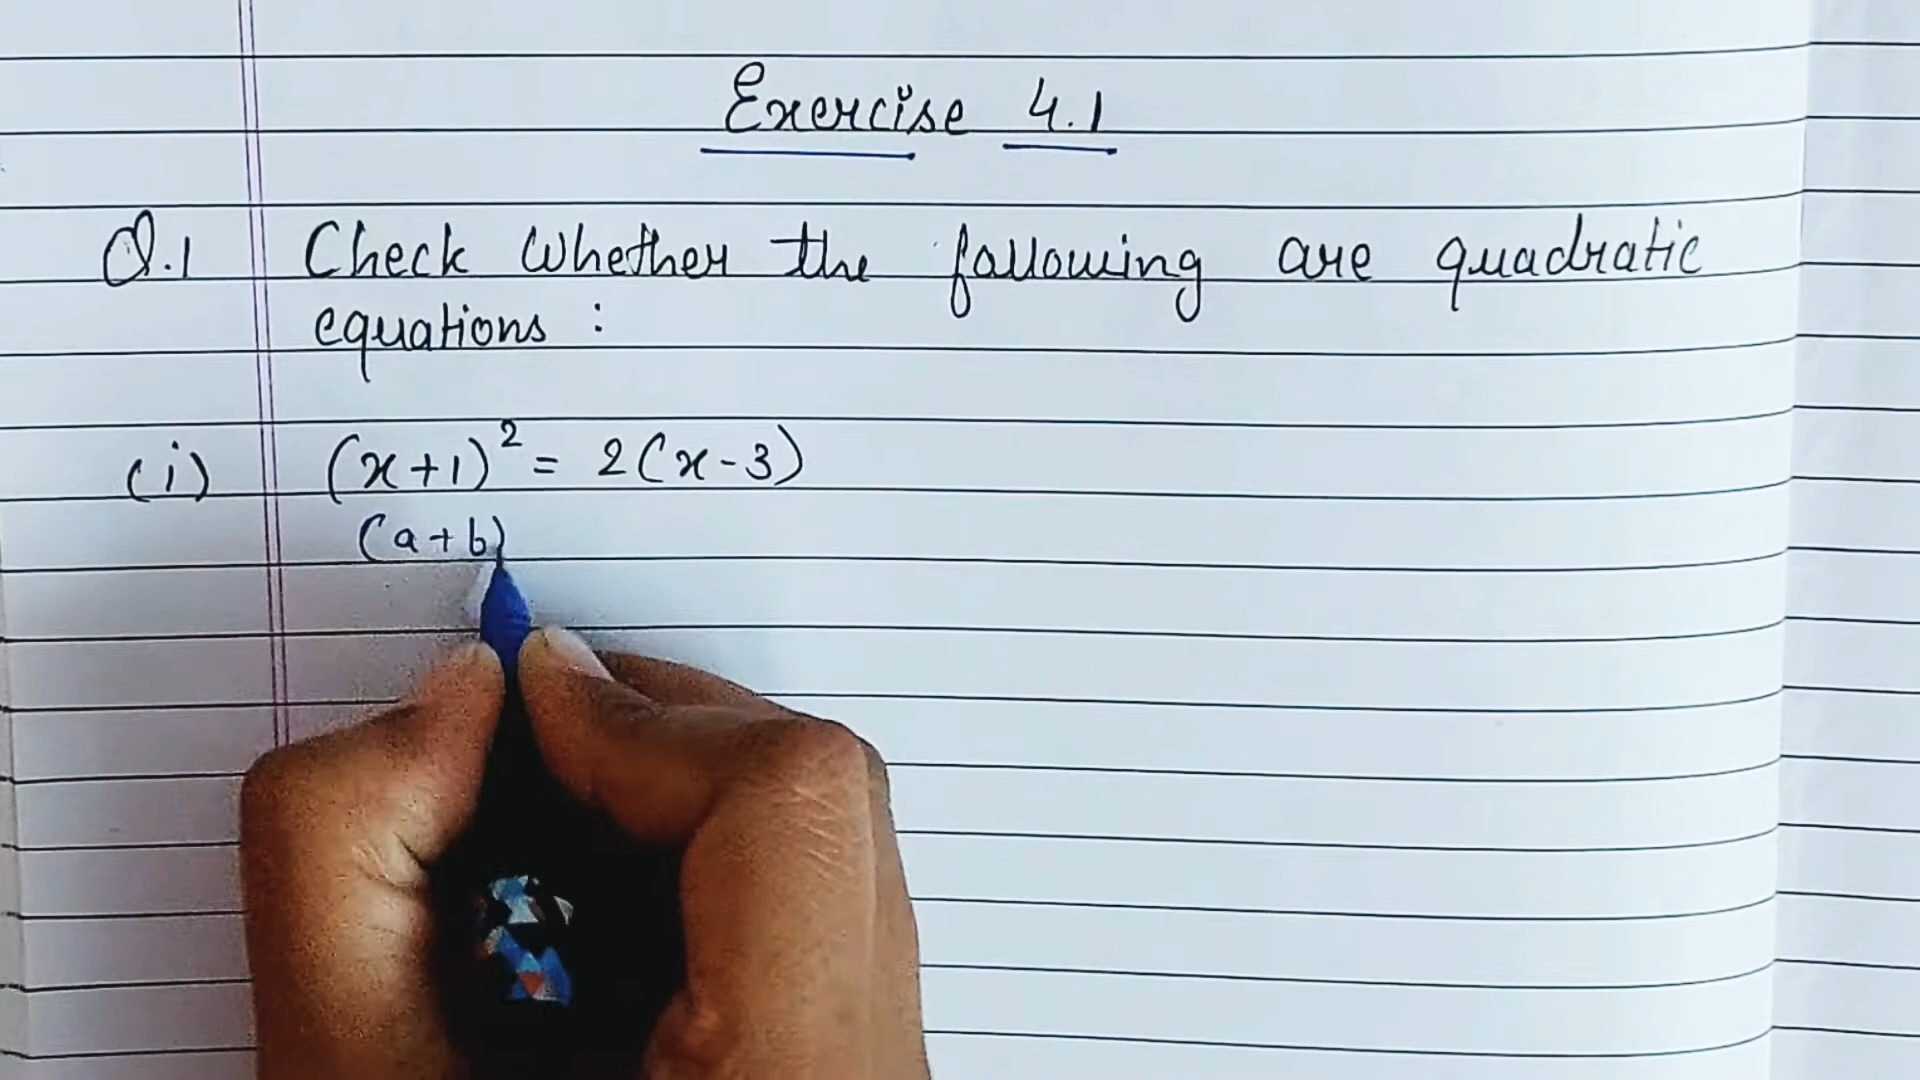 Exercise 4.1
Q.1 Check whether the following are quadratic
equations :
(i) (x+1)² = 2(x-3)
(a+b)